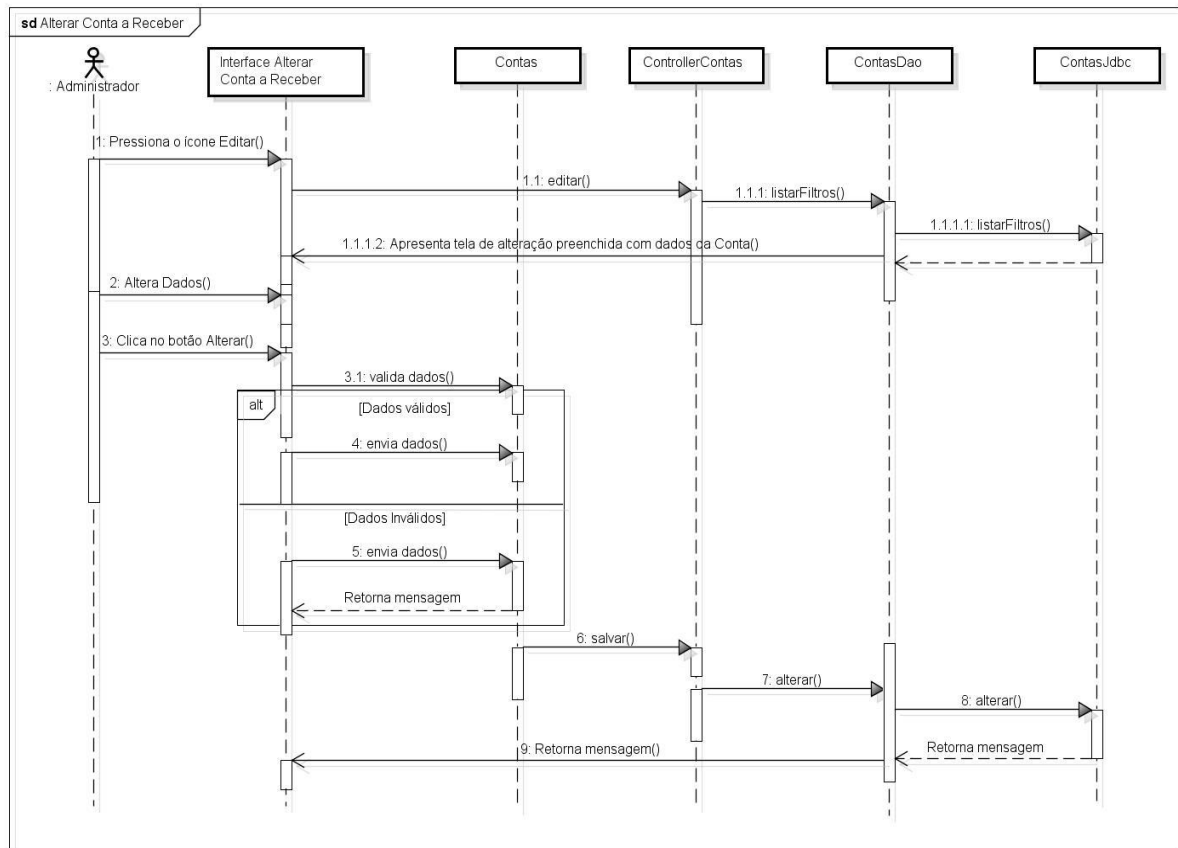 sd Alterar Conta a Receber
: Administrador
Interface Alterar
Conta a Receber
Contas
ControllerContas
ContasDao
ContasJdbc
1: Pressiona o ícone Editar()
1.1: editar()
1.1.1: listarFiltros()
1.1.1.1: listarFiltros()
1.1.1.2: Apresenta tela de alteração preenchida com dados da Conta()
2: Altera Dados()
3: Clica no botão Alterar()
3.1: valida dados()
alt
[Dados válidos]
4: envia dados()
[Dados Inválidos]
5: envia dados()
Retorna mensagem
6: salvar()
7: alterar()
8: alterar()
9: Retorna mensagem()
Retorna mensagem